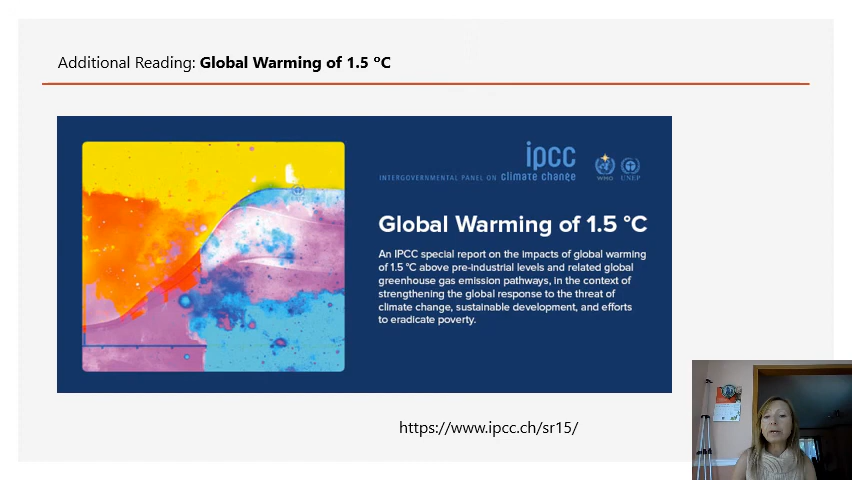 Additional Reading: Global Warming of 1.5 ºC
ipcc
INTERGOVERNMENTAL PANEL ON climate change
WMO UNEP
Global Warming of 1.5 °C
An IPCC special report on the impacts of global warming
of 1.5 °C above pre-industrial levels and related global
greenhouse gas emission pathways, in the context of
strengthening the global response to the threat of
climate change, sustainable development, and efforts
to eradicate poverty.
https://www.ipcc.ch/sr15/